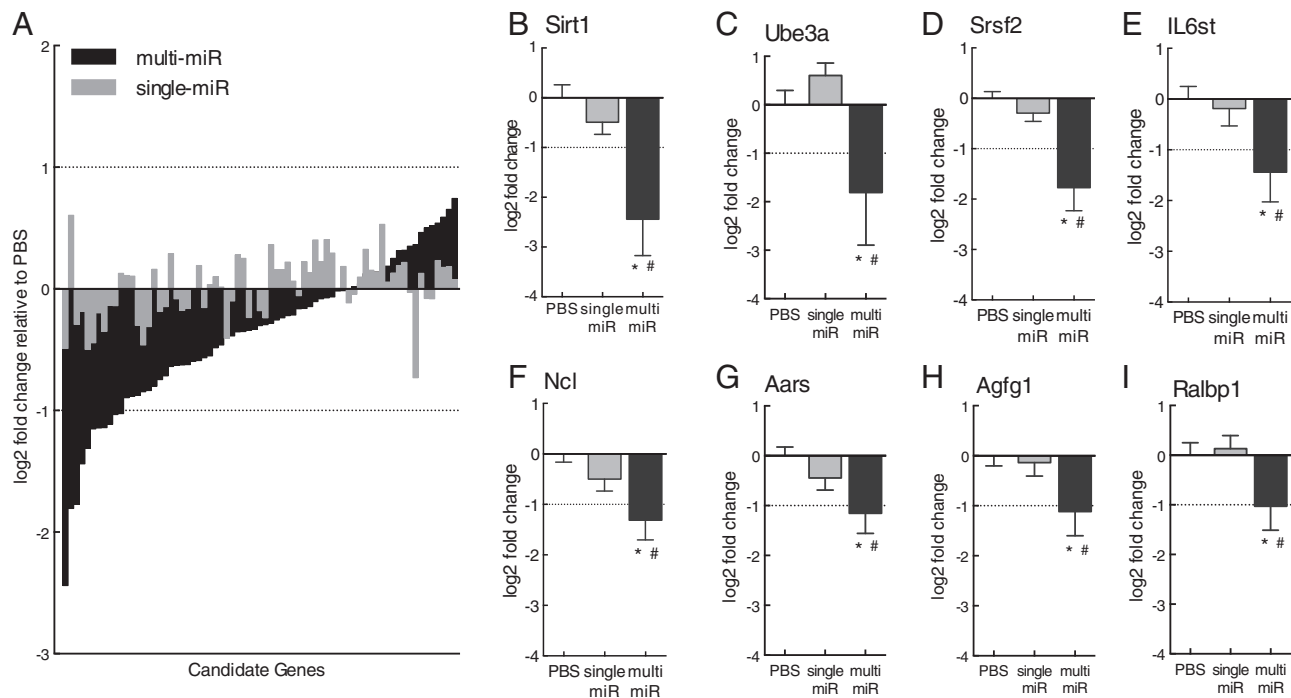 A
2
1
0
-1
-2
-3
log2 fold change relative to PBS
multi-miR
single-miR
Candidate Genes
B
Sirt1
1
0
-1
-2
-3
-4
log2 fold change
* #
PBS single multi
miR miR
C
Ube3a
1
0
-1
-2
-3
-4
log2 fold change
* #
PBS single multi
miR miR
D
Srsf2
1
0
-1
-2
-3
-4
log2 fold change
* #
PBS single multi
miR miR
E
IL6st
1
0
-1
-2
-3
-4
log2 fold change
* #
PBS single multi
miR miR
F
Ncl
1
0
-1
-2
-3
-4
log2 fold change
* #
PBS single multi
miR miR
G
Aars
1
0
-1
-2
-3
-4
log2 fold change
* #
PBS single multi
miR miR
H
Agfg1
1
0
-1
-2
-3
-4
log2 fold change
* #
PBS single multi
miR miR
I
Ralbp1
1
0
-1
-2
-3
-4
log2 fold change
* #
PBS single multi
miR miR